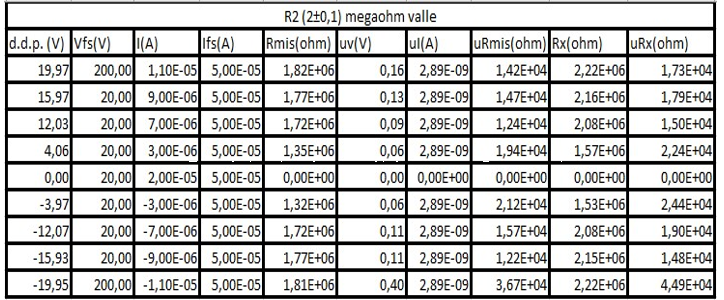 R2 (2±0,1) megaohm valle
d.d.p. (V) Vfs(V) I(A) Ifs(A) Rmis(ohm) uv(V) uI(A) uRmis(ohm) Rx(ohm) uRx(ohm)
19,97 200,00 1,10E-05 5,00E-05 1,82E+06 0,16 2,89E-09 1,42E+04 2,22E+06 1,73E+04
15,97 20,00 9,00E-06 5,00E-05 1,77E+06 0,13 2,89E-09 1,47E+04 2,16E+06 1,79E+04
12,03 20,00 7,00E-06 5,00E-05 1,72E+06 0,09 2,89E-09 1,24E+04 2,08E+06 1,50E+04
4,06 20,00 3,00E-06 5,00E-05 1,35E+06 0,06 2,89E-09 1,94E+04 1,57E+06 2,24E+04
0,00 20,00 2,00E-05 5,00E-05 0,00E+00 0,00 0,00E+00 0,00E+00 0,00E+00 0,00E+00
-3,97 20,00 -3,00E-06 5,00E-05 1,32E+06 0,06 2,89E-09 2,12E+04 1,53E+06 2,44E+04
-12,07 20,00 -7,00E-06 5,00E-05 1,72E+06 0,11 2,89E-09 1,57E+04 2,08E+06 1,90E+04
-15,93 20,00 -9,00E-06 5,00E-05 1,77E+06 0,11 2,89E-09 1,22E+04 2,15E+06 1,48E+04
-19,95 200,00 -1,10E-05 5,00E-05 1,81E+06 0,40 2,89E-09 3,67E+04 2,22E+06 4,49E+04